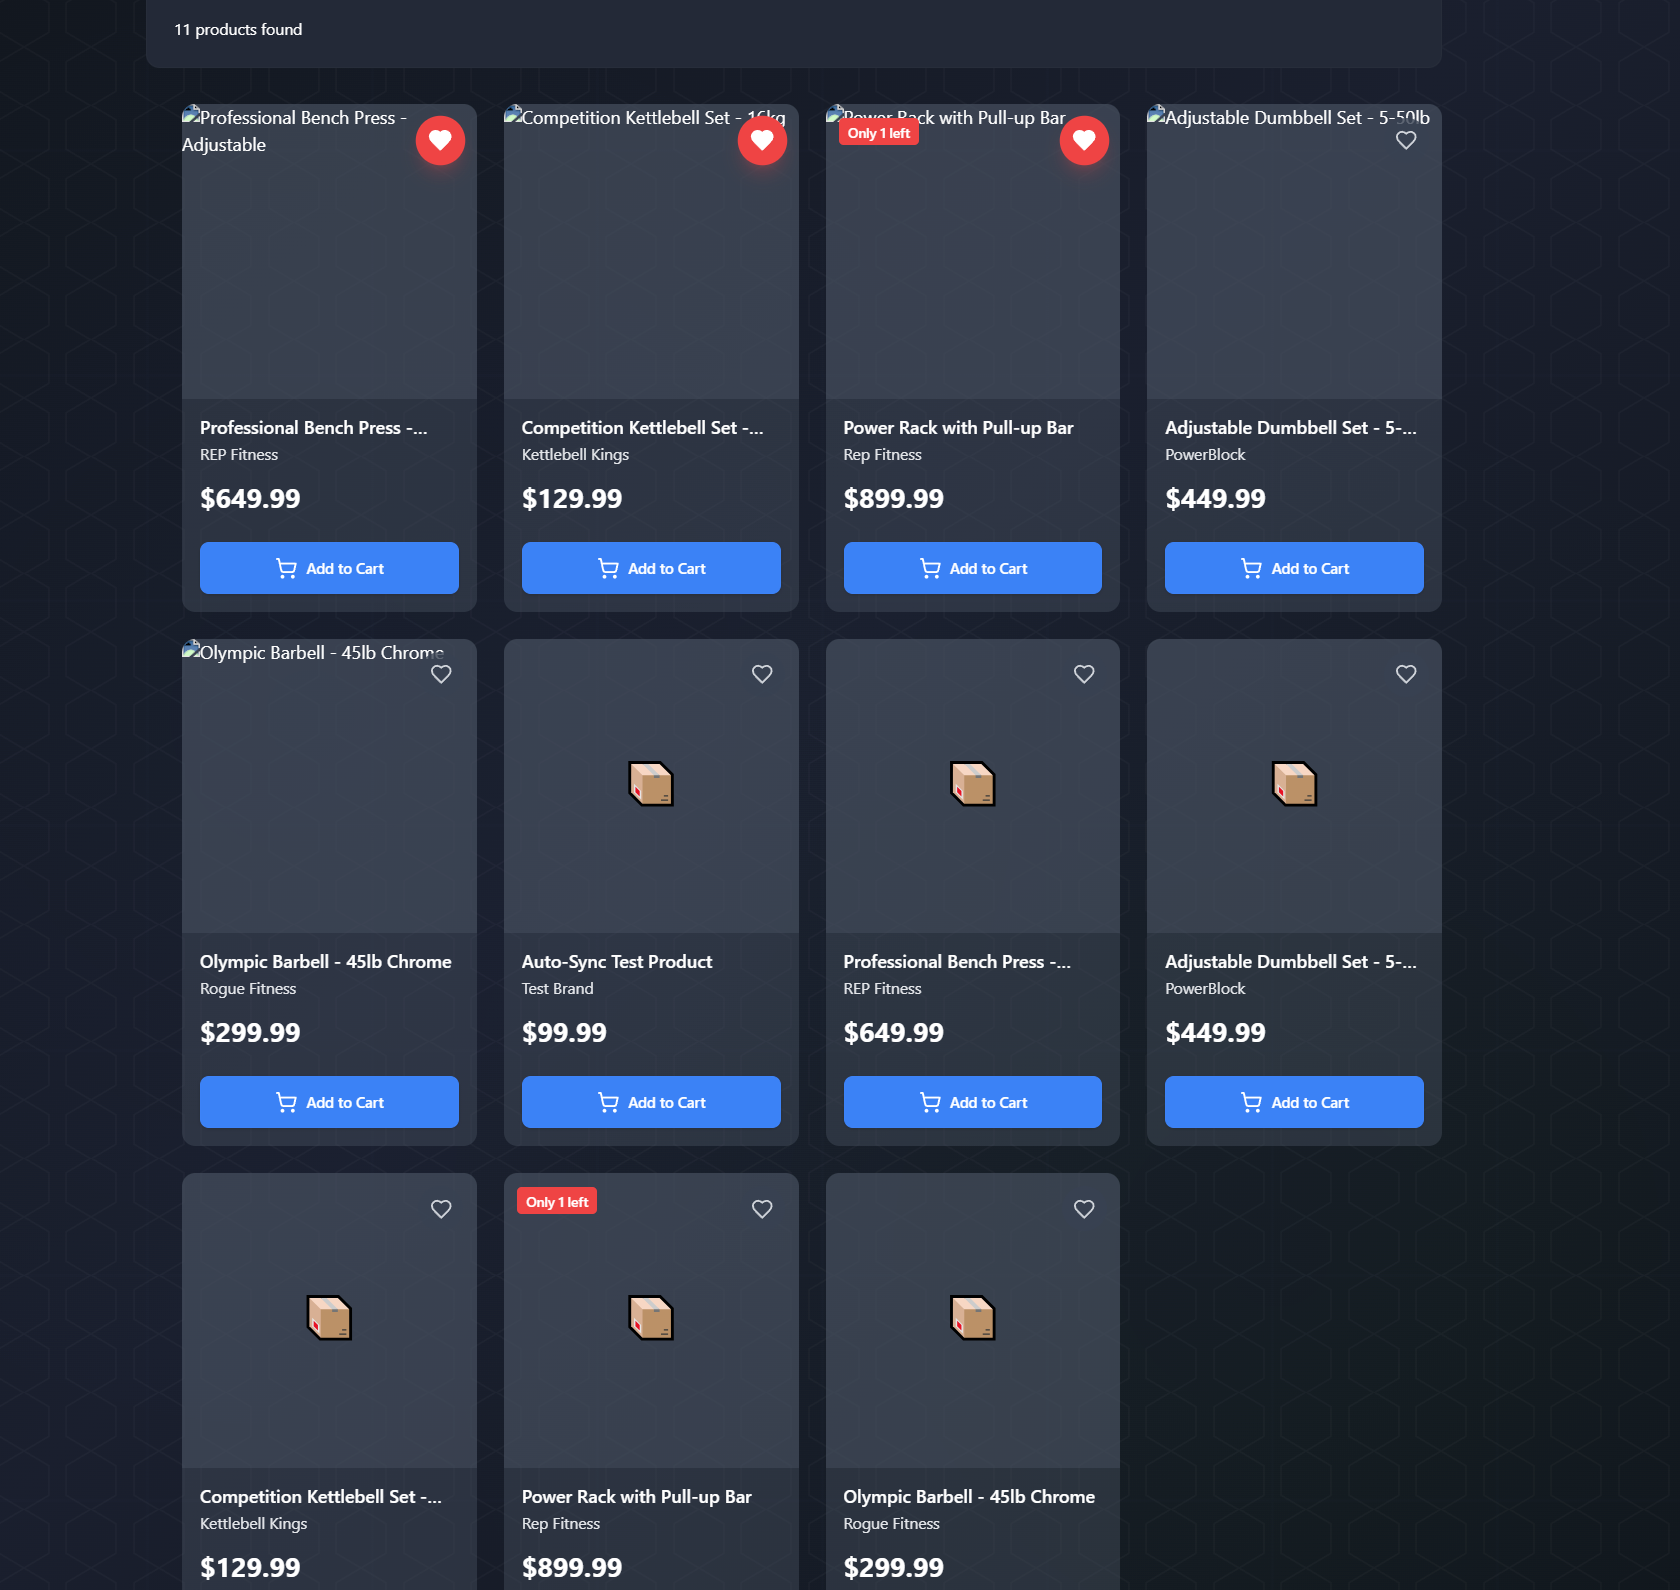 11 products found
Professional Bench Press -
Adjustable
Competition Kettlebell Set - 16kg
Power Rack with Pull-up Bar
Only 1 left
Adjustable Dumbbell Set - 5-50lb
Professional Bench Press -...
REP Fitness
$649.99
Add to Cart
Competition Kettlebell Set -...
Kettlebell Kings
$129.99
Add to Cart
Power Rack with Pull-up Bar
Rep Fitness
$899.99
Add to Cart
Adjustable Dumbbell Set - 5-...
PowerBlock
$449.99
Add to Cart
Olympic Barbell - 45lb Chrome
Olympic Barbell - 45lb Chrome
Rogue Fitness
$299.99
Add to Cart
Auto-Sync Test Product
Test Brand
$99.99
Add to Cart
Professional Bench Press -...
REP Fitness
$649.99
Add to Cart
Adjustable Dumbbell Set - 5-...
PowerBlock
$449.99
Add to Cart
Competition Kettlebell Set -...
Kettlebell Kings
$129.99
Only 1 left
Power Rack with Pull-up Bar
Rep Fitness
$899.99
Olympic Barbell - 45lb Chrome
Rogue Fitness
$299.99